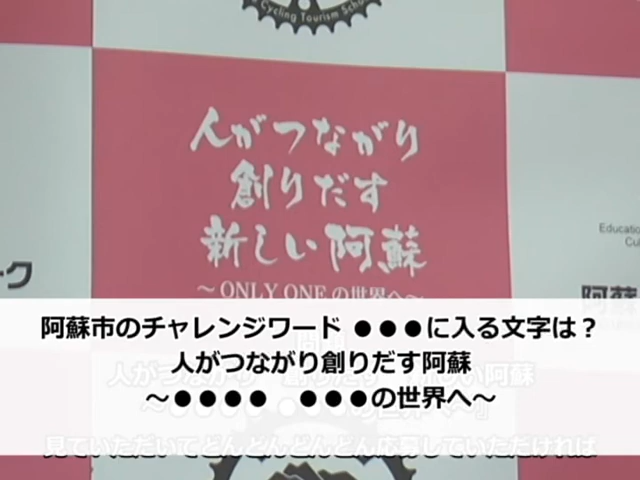 Cycling Tourism School
人がつながり
創りだす
新しい阿蘇
～ONLY ONEの世界へ～
Educatio
Cul
阿蘇
ーク
阿蘇市のチャレンジワード ●●●に入る文字は？
人がつながり創りだす阿蘇
～●●●● ●●●の世界へ～
見ていただいてどんどんどんどん応募していただければ